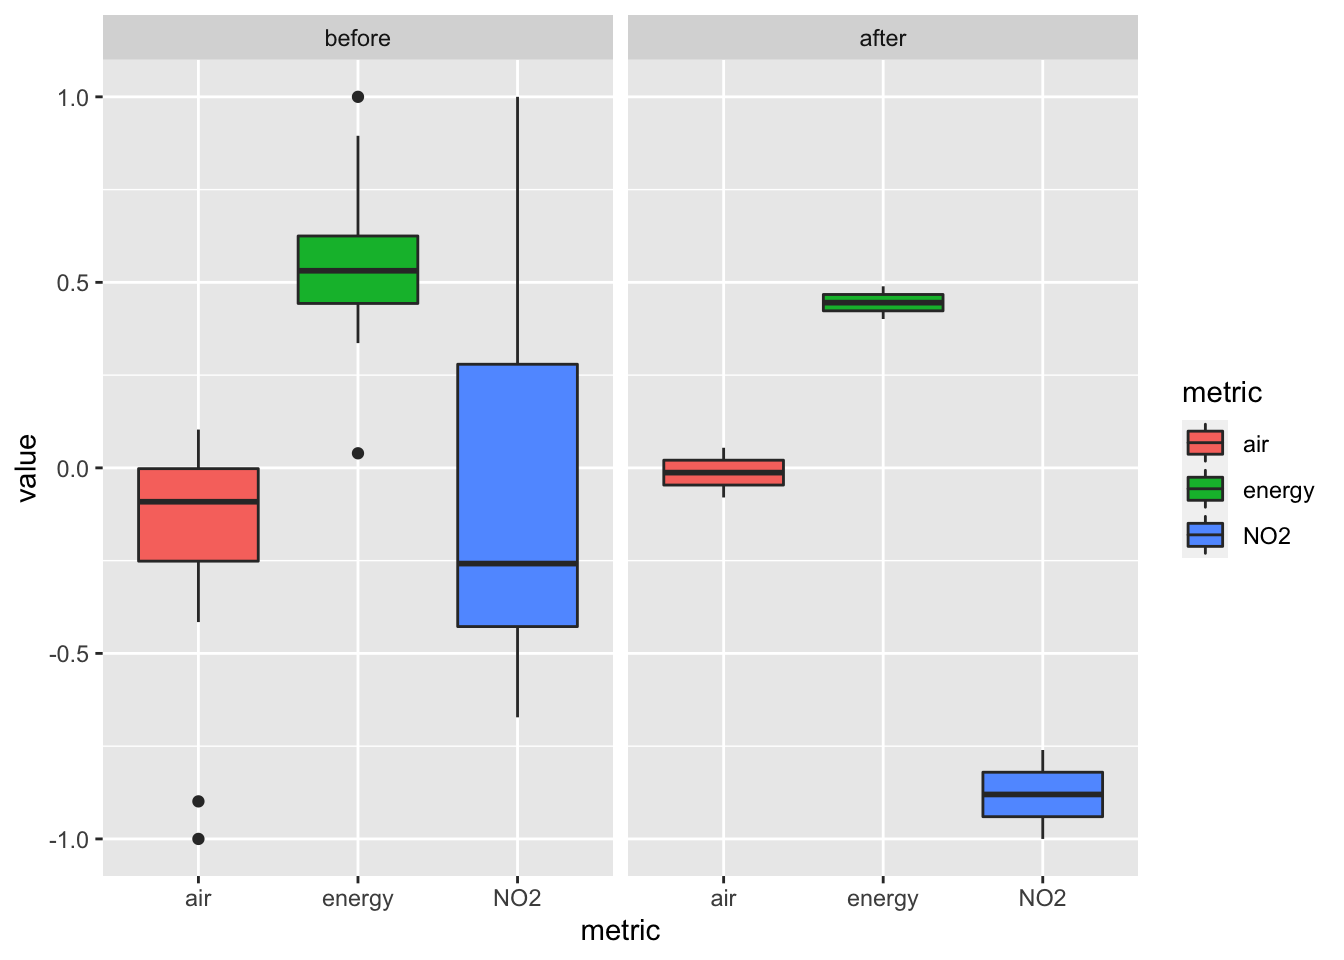 before
after
1.0
0.5
0.0
-0.5
-1.0
value
air
energy
NO2
air
energy
NO2
metric
metric
air
energy
NO2